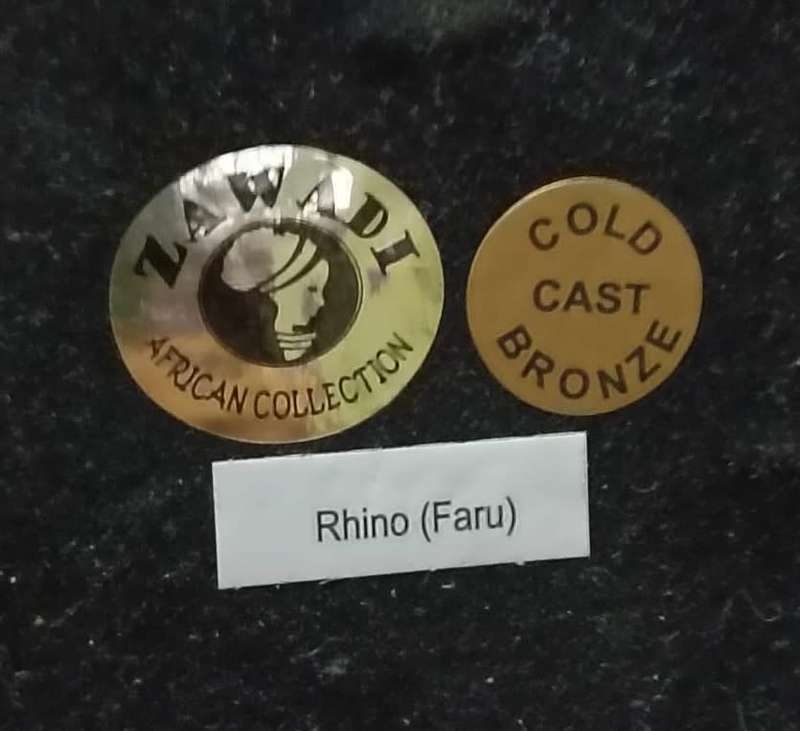 ZAWADI
AFRICAN COLLECTION
COLD
CAST
BRONZE
Rhino (Faru)